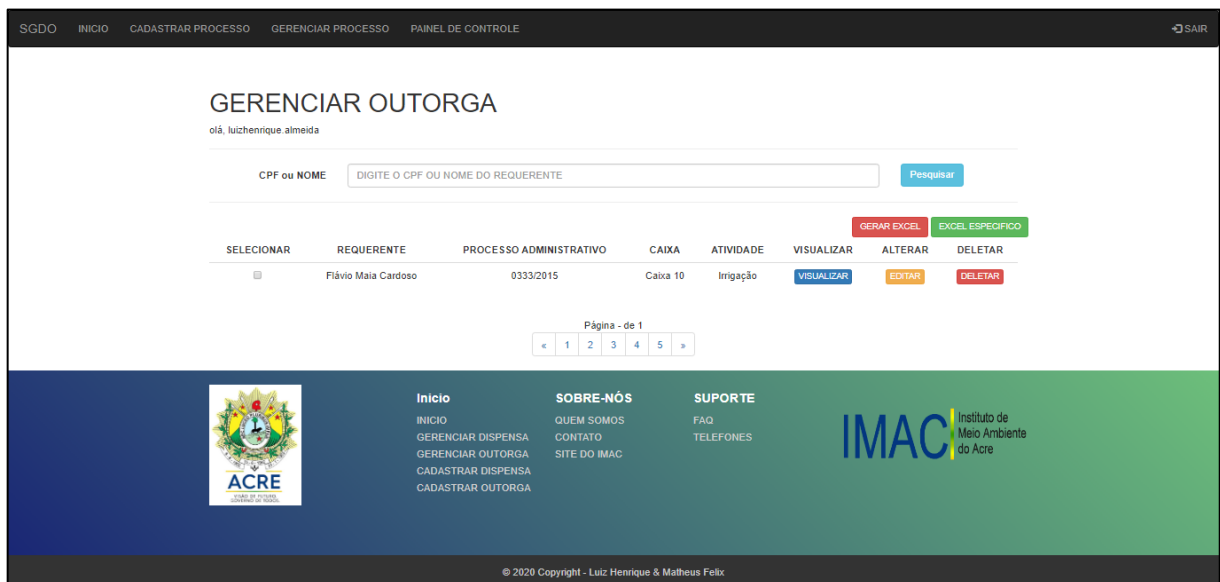 SGDO INICIO CADASTRAR PROCESSO GERENCIAR PROCESSO PAINEL DE CONTROLE SAIR
GERENCIAR OUTORGA
olá, luizhenrique.almeida
CPF ou NOME DIGITE O CPF OU NOME DO REQUERENTE Pesquisar
GERAR EXCEL EXCEL ESPECIFICO
SELECIONAR REQUERENTE PROCESSO ADMINISTRATIVO CAIXA ATIVIDADE VISUALIZAR ALTERAR DELETAR
Flávio Maia Cardoso 0333/2015 Caixa 10 Irrigação VISUALIZAR EDITAR DELETAR
Página - de 1
« 1 2 3 4 5 »
Inicio
INICIO
GERENCIAR DISPENSA
GERENCIAR OUTORGA
CADASTRAR DISPENSA
CADASTRAR OUTORGA
SOBRE-NÓS
QUEM SOMOS
CONTATO
SITE DO IMAC
SUPORTE
FAQ
TELEFONES
ACRE
IMAC
Instituto de
Meio Ambiente
do Acre
© 2020 Copyright - Luiz Henrique & Matheus Felix